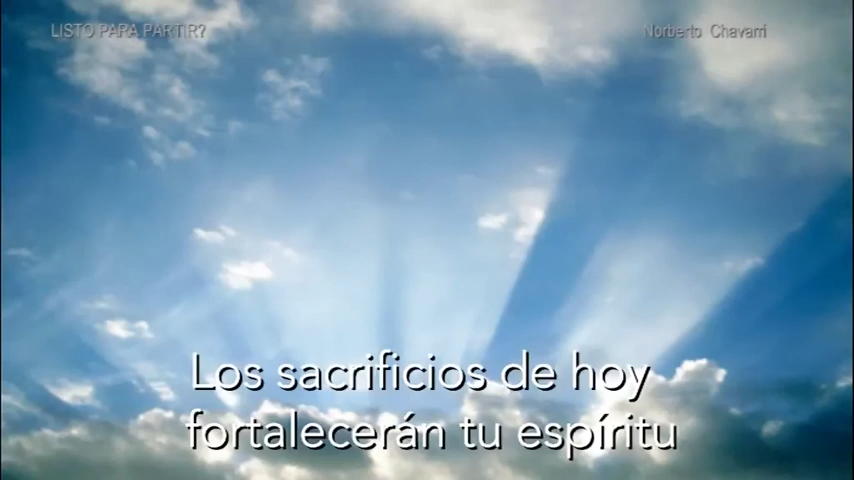 LISTO PARA PARTIR?
Norberto Chavarri
Los sacrificios de hoy
fortalecerán tu espíritu